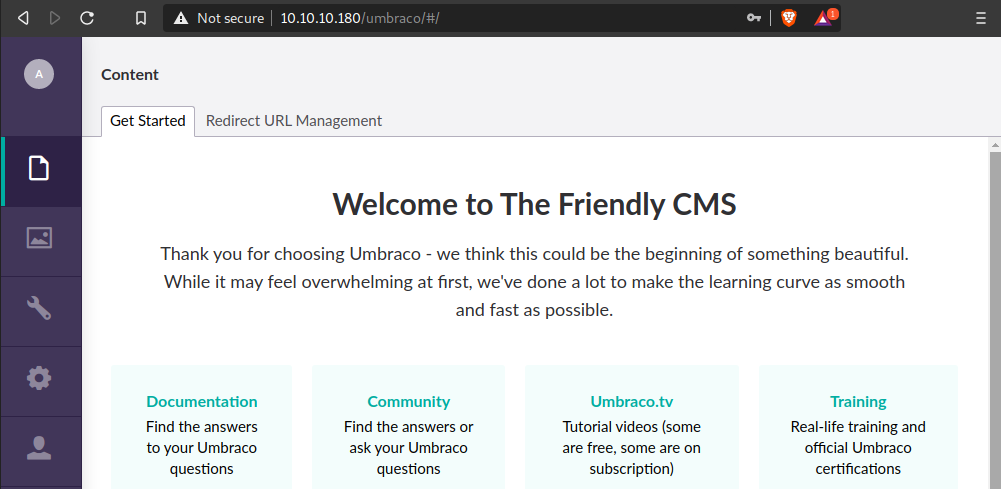 Not secure 10.10.10.180/umbraco/#/
1
A
Content
Get Started Redirect URL Management
Welcome to The Friendly CMS
Thank you for choosing Umbraco - we think this could be the beginning of something beautiful.
While it may feel overwhelming at first, we've done a lot to make the learning curve as smooth
and fast as possible.
Documentation
Find the answers
to your Umbraco
questions
Community
Find the answers or
ask your Umbraco
questions
Umbraco.tv
Tutorial videos (some
are free, some are on
subscription)
Training
Real-life training and
official Umbraco
certifications